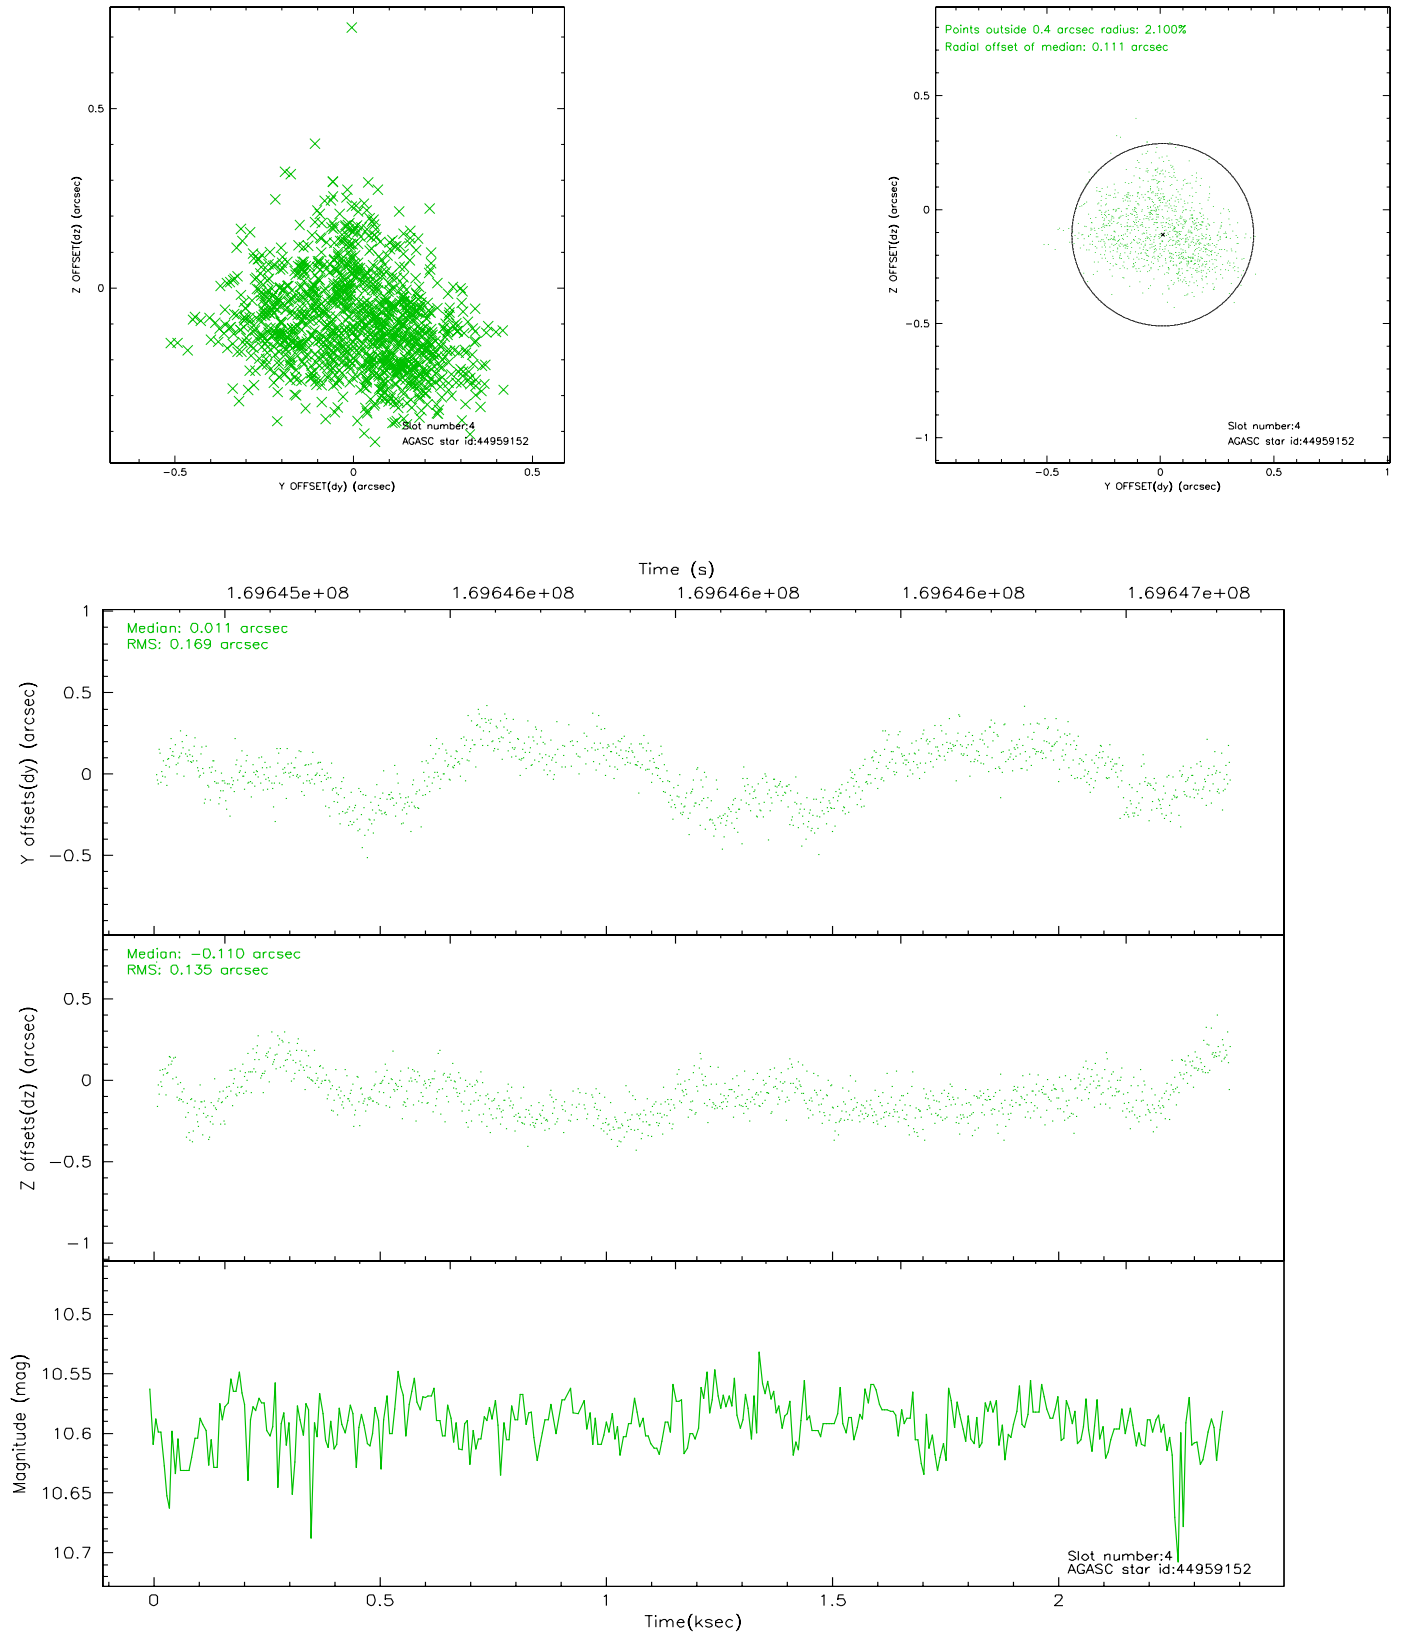 0.5
0
-0.5
0
0.5
Z OFFSET(dz) (arcsec)
Y OFFSET(dy) (arcsec)
Slot number:4
AGASC star id:44959152
Points outside 0.4 arcsec radius: 2.100%
Radial offset of median: 0.111 arcsec
0.5
0
-0.5
-1
-0.5
0
0.5
1
Z OFFSET(dz) (arcsec)
Y OFFSET(dy) (arcsec)
Slot number:4
AGASC star id:44959152
Time (s)
1.69645e+08 1.69646e+08 1.69646e+08 1.69646e+08 1.69647e+08
Median: 0.011 arcsec
RMS: 0.169 arcsec
1
0.5
0
-0.5
Y offsets(dy) (arcsec)
Median: -0.110 arcsec
RMS: 0.135 arcsec
0.5
0
-0.5
-1
Z offsets(dz) (arcsec)
10.5
10.55
10.6
10.65
10.7
Magnitude (mag)
Slot number:4
AGASC star id:44959152
0 0.5 1 1.5 2
Time(ksec)